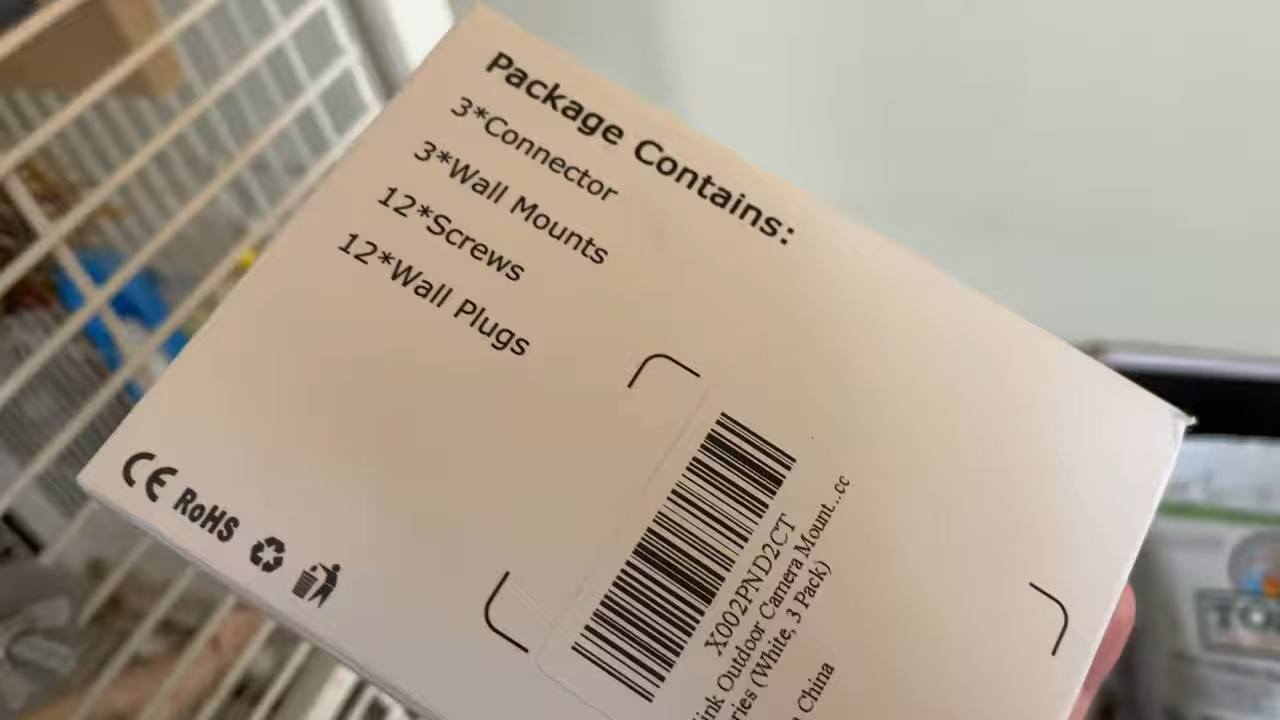 Package Contains:
3*Connector
3*Wall Mounts
12*Screws
12*Wall Plugs
CE RoHS
X002PND2CT
Outdoor Camera Mount...cc
(White, 3 Pack)
China